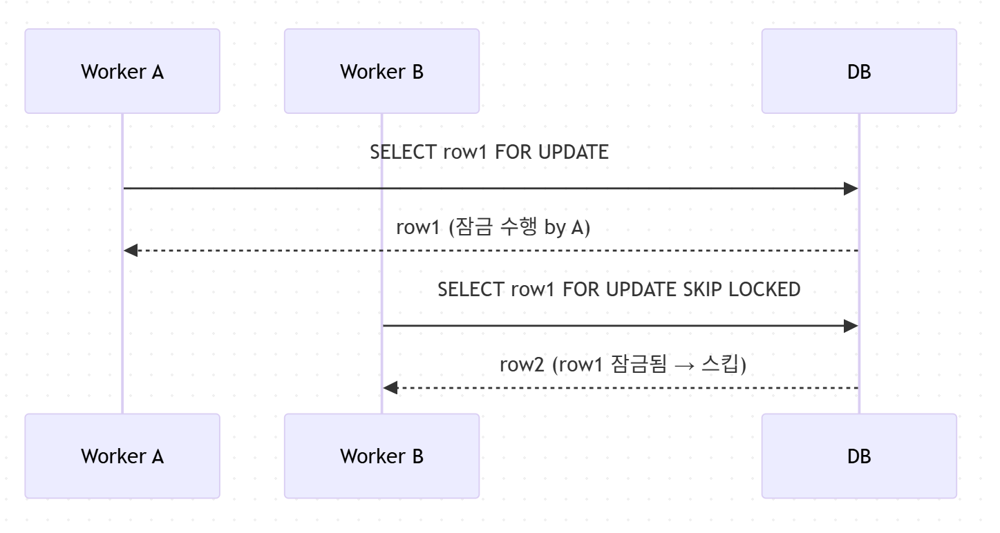 Worker A
Worker B
DB
SELECT row1 FOR UPDATE
row1 (잠금 수행 by A)
SELECT row1 FOR UPDATE SKIP LOCKED
row2 (row1 잠금됨 → 스킵)
Worker A
Worker B
DB